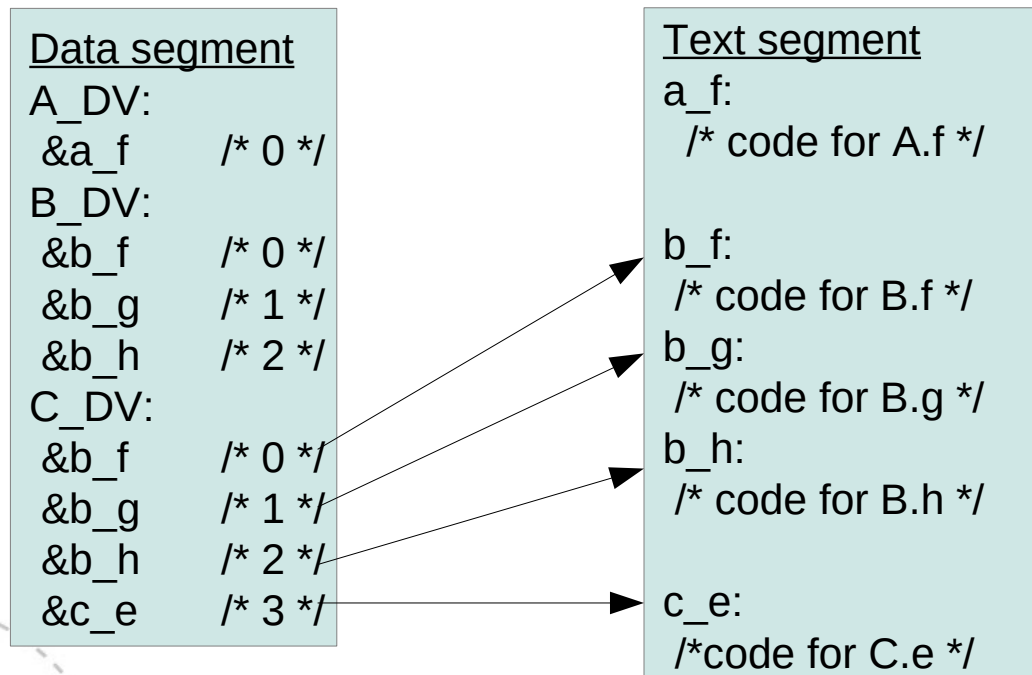 Data segment
A_DV:
&a_f /* 0 */
B_DV:
&b_f /* 0 */
&b_g /* 1 */
&b_h /* 2 */
C_DV:
&b_f /* 0 */
&b_g /* 1 */
&b_h /* 2 */
&c_e /* 3 */
Text segment
a_f:
/* code for A.f */
b_f:
/* code for B.f */
b_g:
/* code for B.g */
b_h:
/* code for B.h */
c_e:
/*code for C.e */